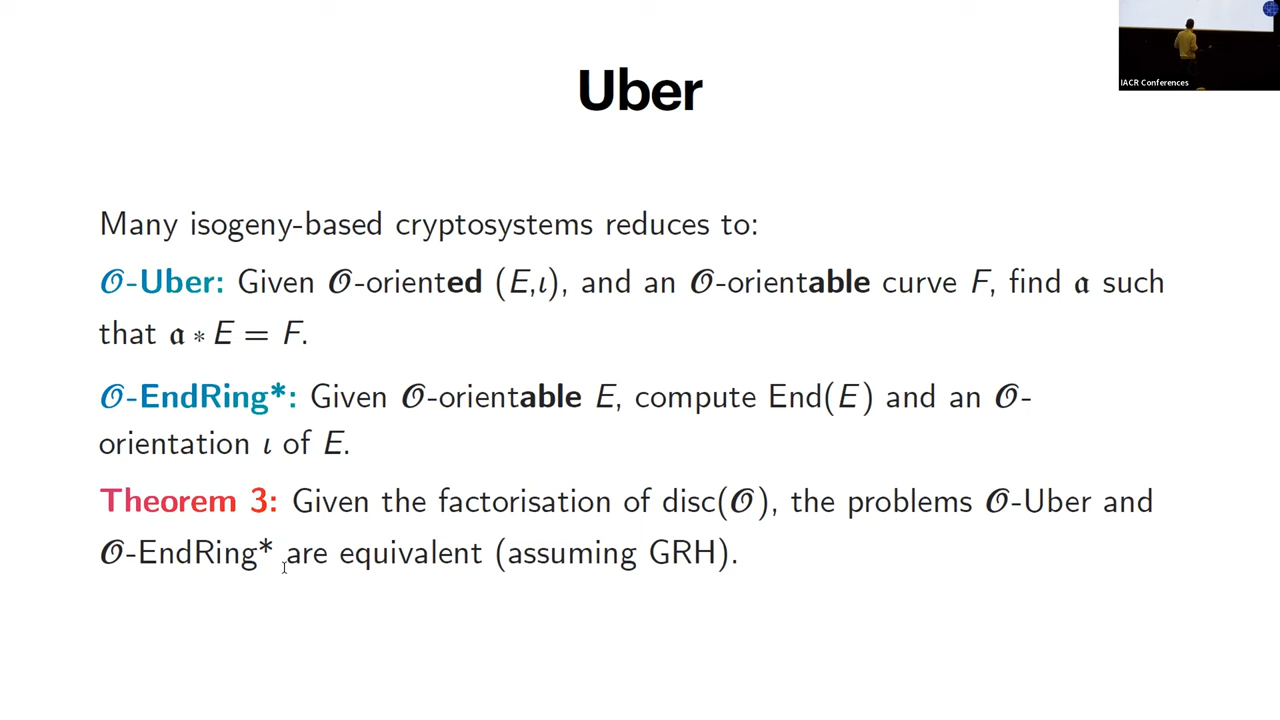 IACR Conferences
Uber
Many isogeny-based cryptosystems reduces to:
𝒪-Uber: Given 𝒪-oriented (E,ι), and an 𝒪-orientable curve F, find 𝔞 such
that 𝔞 * E = F.
𝒪-EndRing*: Given 𝒪-orientable E, compute End(E) and an 𝒪-
orientation ι of E.
Theorem 3: Given the factorisation of disc(𝒪), the problems 𝒪-Uber and
𝒪-EndRing* are equivalent (assuming GRH).